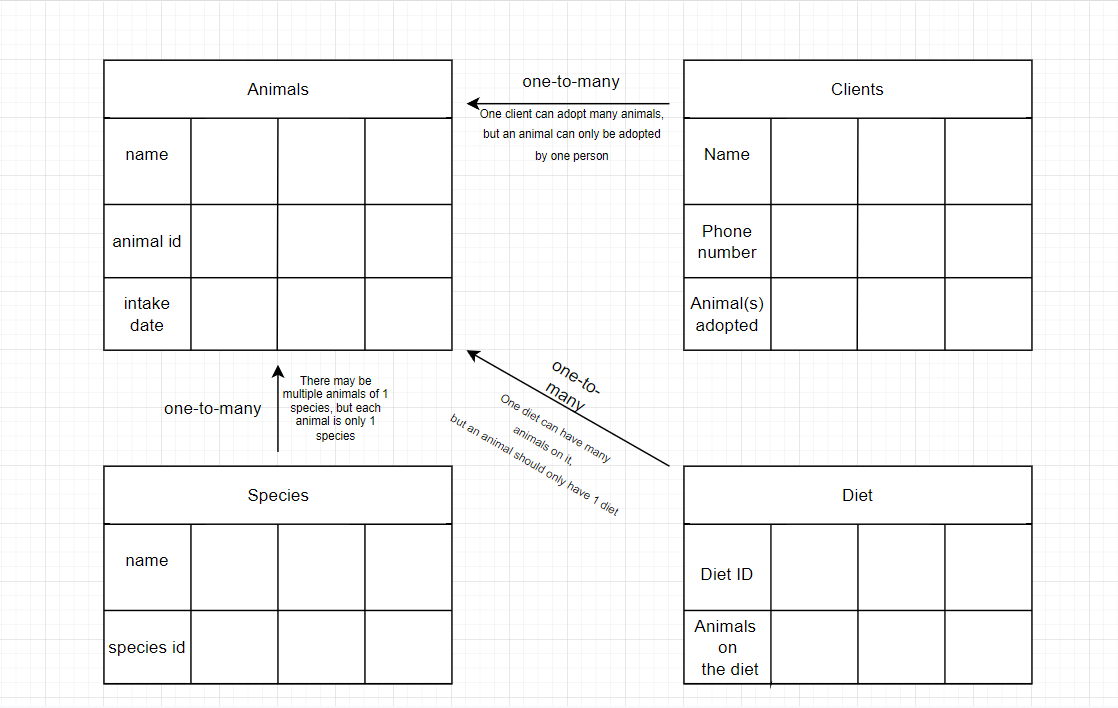 Animals
name
animal id
intake
date
one-to-many
One client can adopt many animals,
but an animal can only be adopted
by one person
Clients
Name
Phone
number
Animal(s)
adopted
one-to-many
There may be
multiple animals of 1
species, but each
animal is only 1
species
one-to-
many
One diet can have many
animals on it,
but an animal should only have 1 diet
Species
name
species id
Diet
Diet ID
Animals
on
the diet